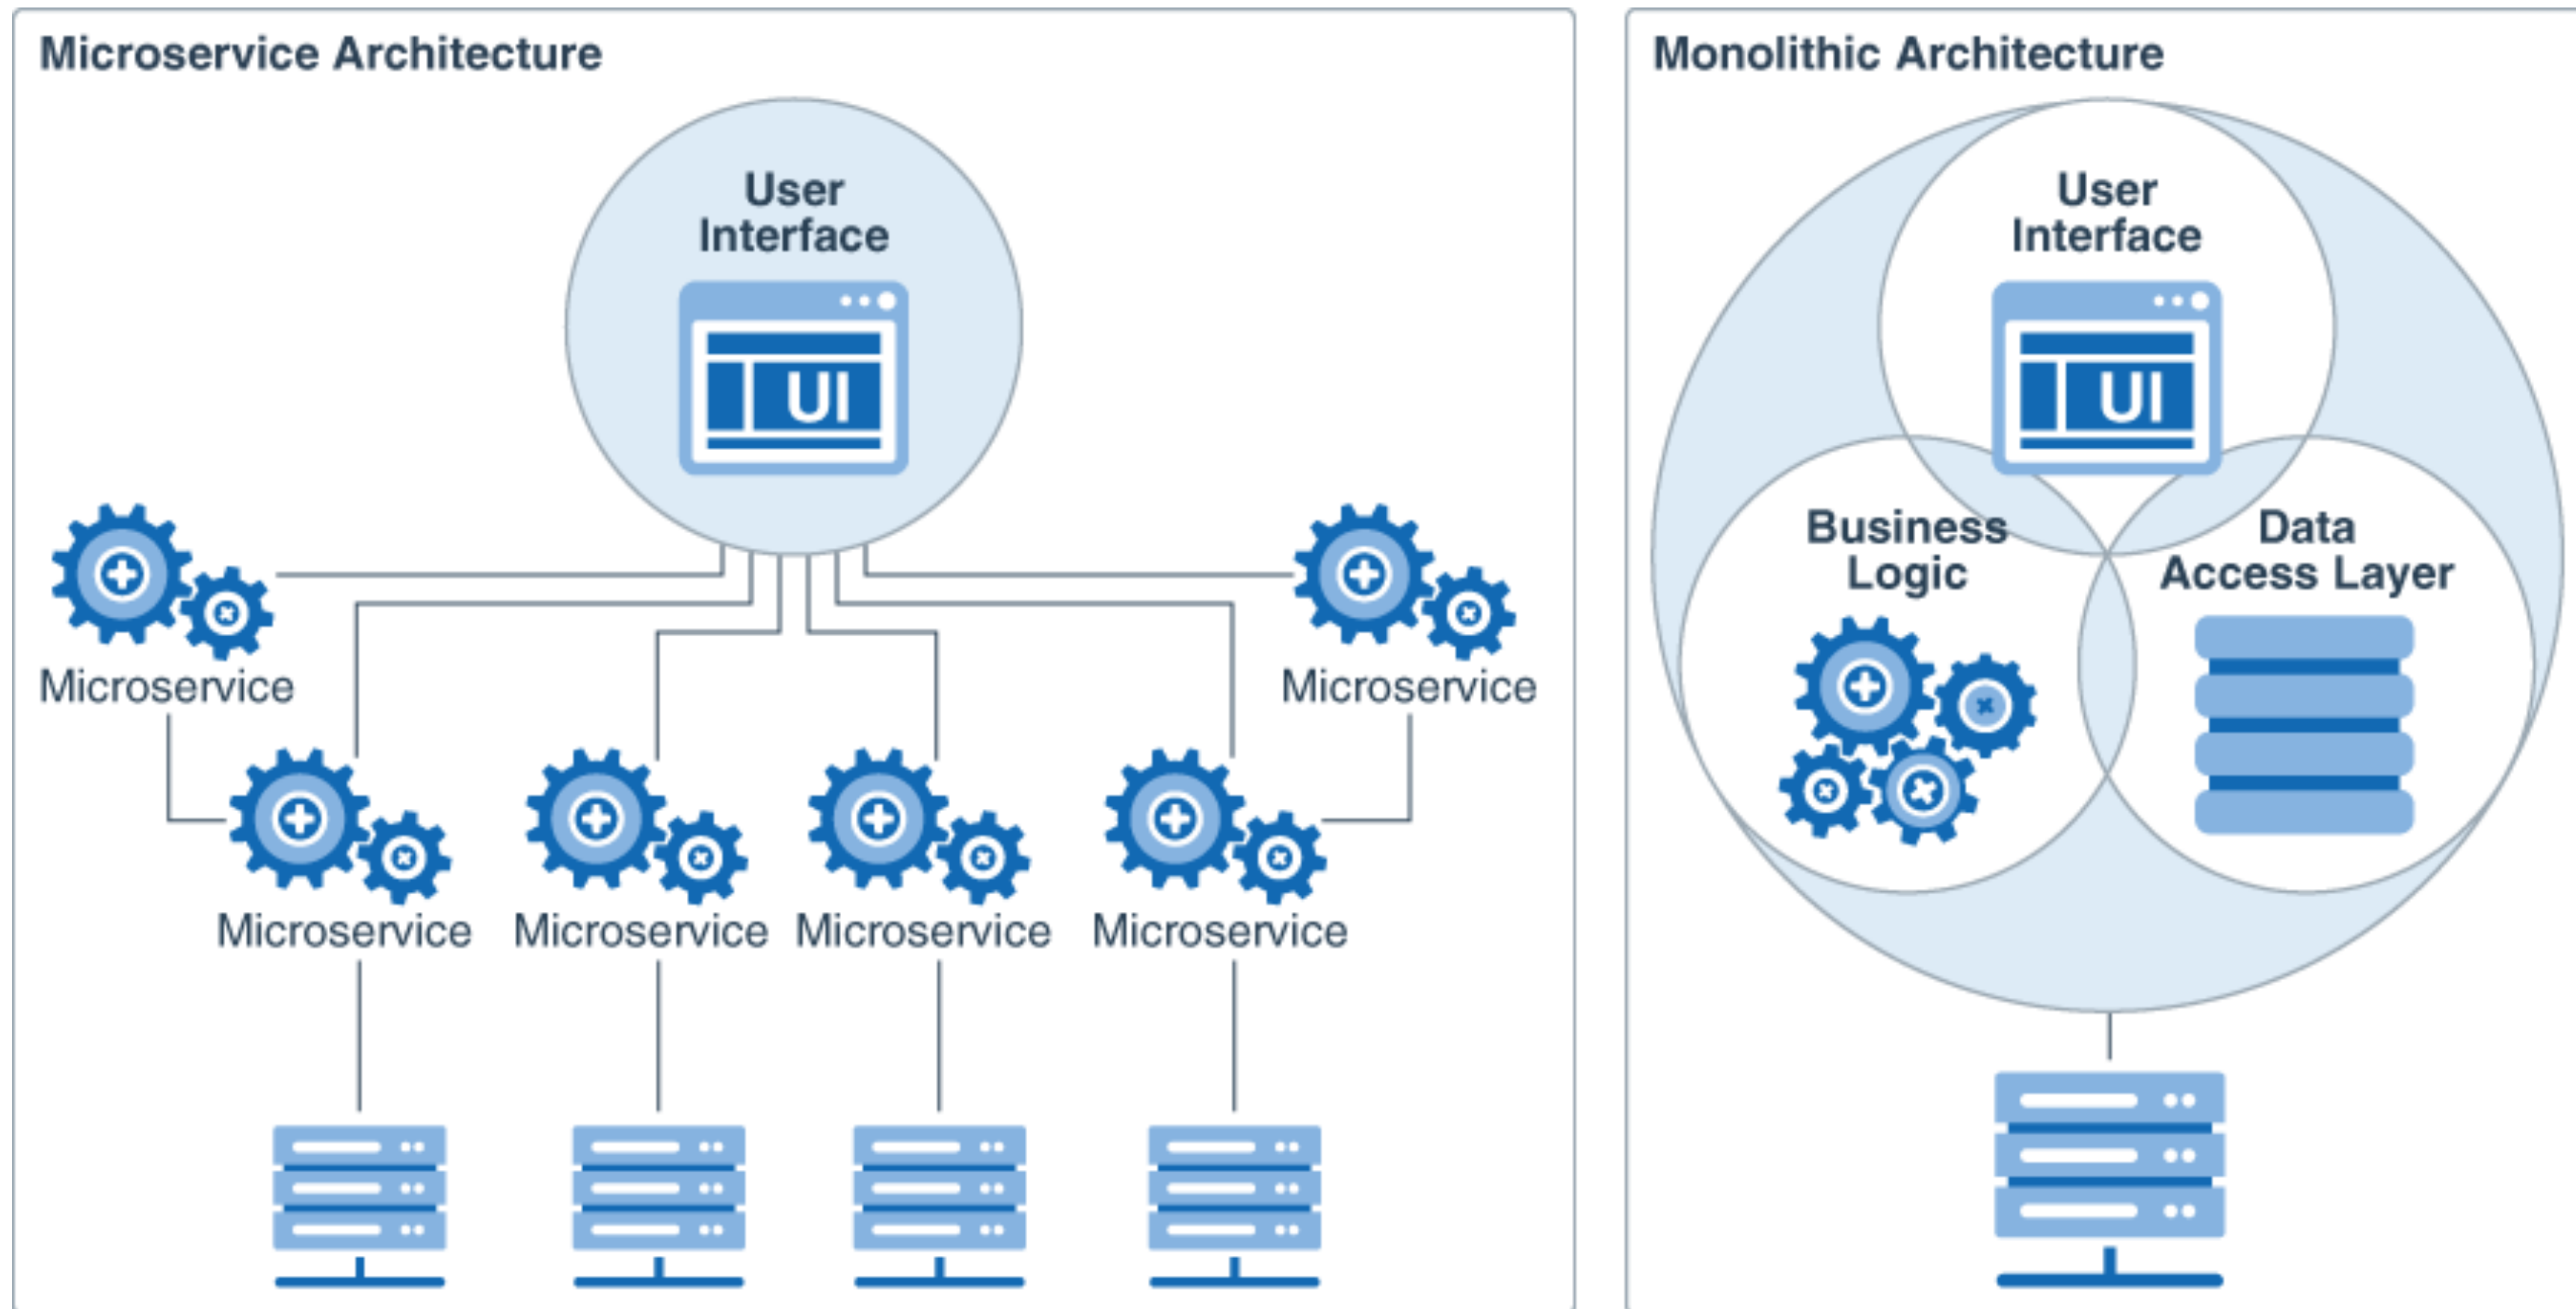 Microservice Architecture
User
Interface
UI
Microservice
Microservice
Microservice
Microservice
Microservice
Microservice
Monolithic Architecture
User
Interface
UI
Business
Logic
Data
Access Layer